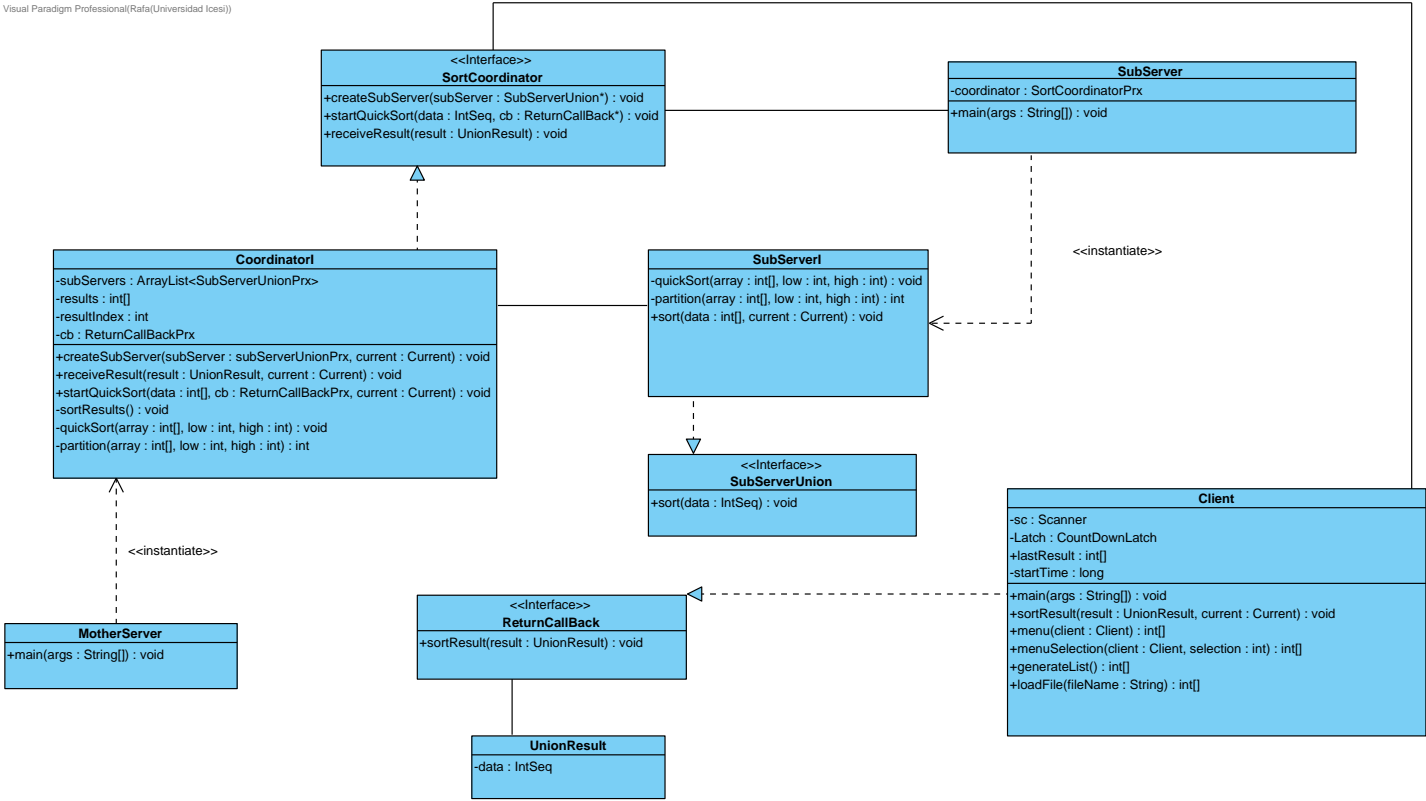 Visual Paradigm Professional(Rafa(Universidad Icesi))
<<Interface>>
SortCoordinator
+createSubServer(subServer : SubServerUnion*) : void
+startQuickSort(data : IntSeq, cb : ReturnCallBack*) : void
+receiveResult(result : UnionResult) : void
SubServer
-coordinator : SortCoordinatorPrx
+main(args : String[]) : void
<<instantiate>>
CoordinatorI
-subServers : ArrayList<SubServerUnionPrx>
-results : int[]
-resultIndex : int
-cb : ReturnCallBackPrx
+createSubServer(subServer : subServerUnionPrx, current : Current) : void
+receiveResult(result : UnionResult, current : Current) : void
+startQuickSort(data : int[], cb : ReturnCallBackPrx, current : Current) : void
-sortResults() : void
-quickSort(array : int[], low : int, high : int) : void
-partition(array : int[], low : int, high : int) : int
SubServerI
-quickSort(array : int[], low : int, high : int) : void
-partition(array : int[], low : int, high : int) : int
+sort(data : int[], current : Current) : void
<<Interface>>
SubServerUnion
+sort(data : IntSeq) : void
<<instantiate>>
MotherServer
+main(args : String[]) : void
<<Interface>>
ReturnCallBack
+sortResult(result : UnionResult) : void
UnionResult
-data : IntSeq
Client
-sc : Scanner
-Latch : CountDownLatch
+lastResult : int[]
-startTime : long
+main(args : String[]) : void
+sortResult(result : UnionResult, current : Current) : void
+menu(client : Client) : int[]
+menuSelection(client : Client, selection : int) : int[]
+generateList() : int[]
+loadFile(fileName : String) : int[]